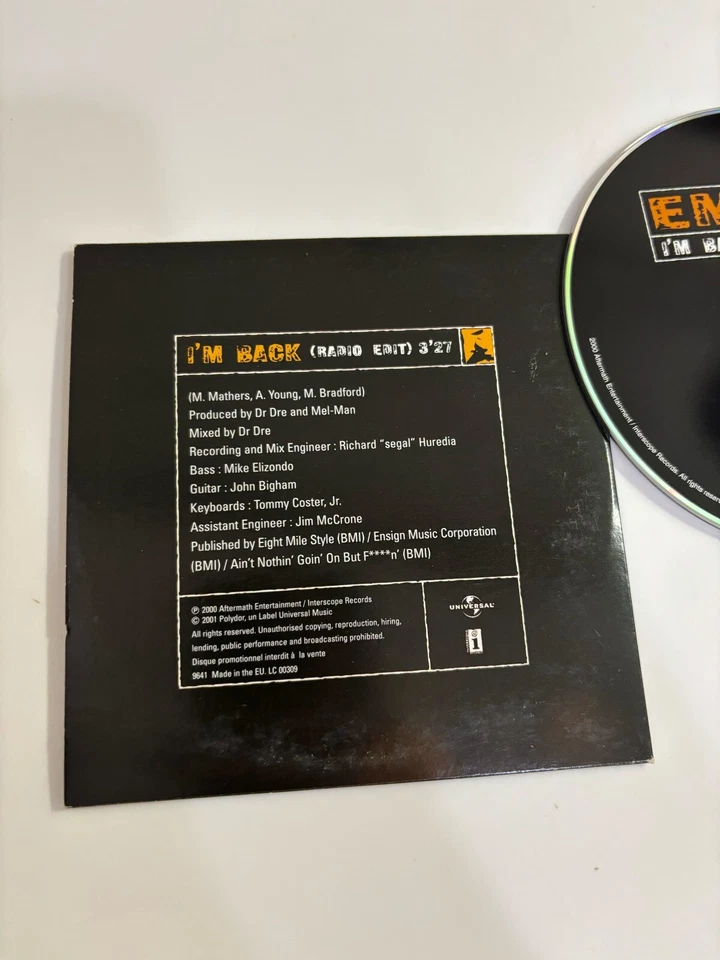 I'M BACK (RADIO EDIT) 3'27
(M. Mathers, A. Young, M. Bradford)
Produced by Dr Dre and Mel-Man
Mixed by Dr Dre
Recording and Mix Engineer : Richard “segal” Huredia
Bass : Mike Elizondo
Guitar : John Bigham
Keyboards : Tommy Coster, Jr.
Assistant Engineer : Jim McCrone
Published by Eight Mile Style (BMI) / Ensign Music Corporation
(BMI) / Ain't Nothin' Goin' On But F****n' (BMI)
℗ 2000 Aftermath Entertainment / Interscope Records
© 2001 Polydor, un Label Universal Music
All rights reserved. Unauthorised copying, reproduction, hiring,
lending, public performance and broadcasting prohibited.
Disque promotionnel interdit à la vente
9641 Made in the EU. LC 00309
UNIVERSAL
i
EM
I'M BA
2000 Aftermath Entertainment / Interscope Records. All rights reser